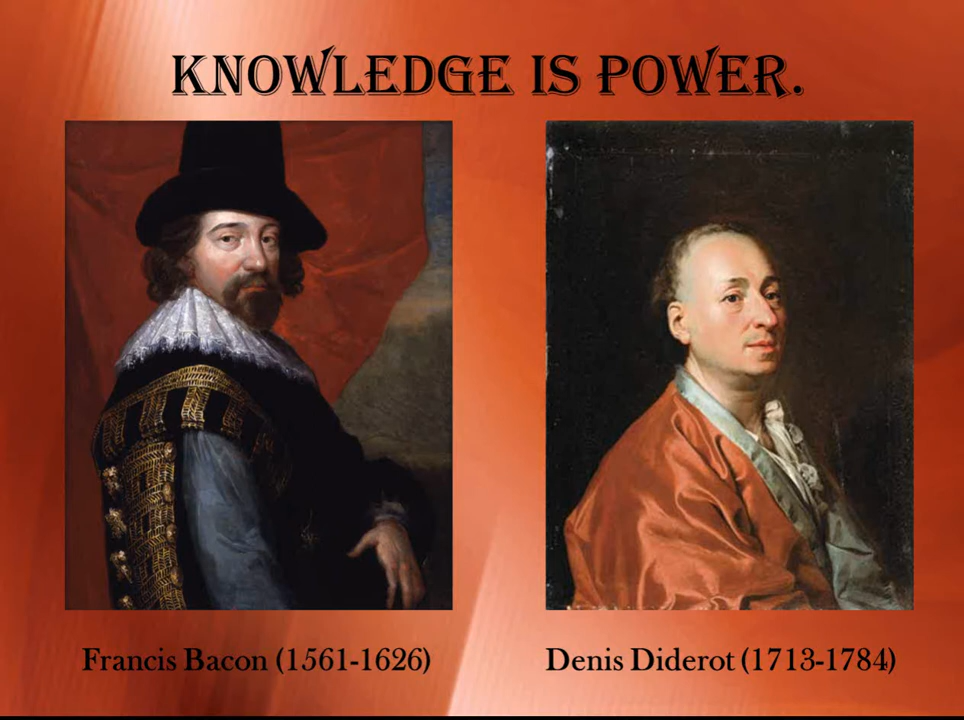 KNOWLEDGE IS POWER.
Francis Bacon (1561-1626)
Denis Diderot (1713-1784)